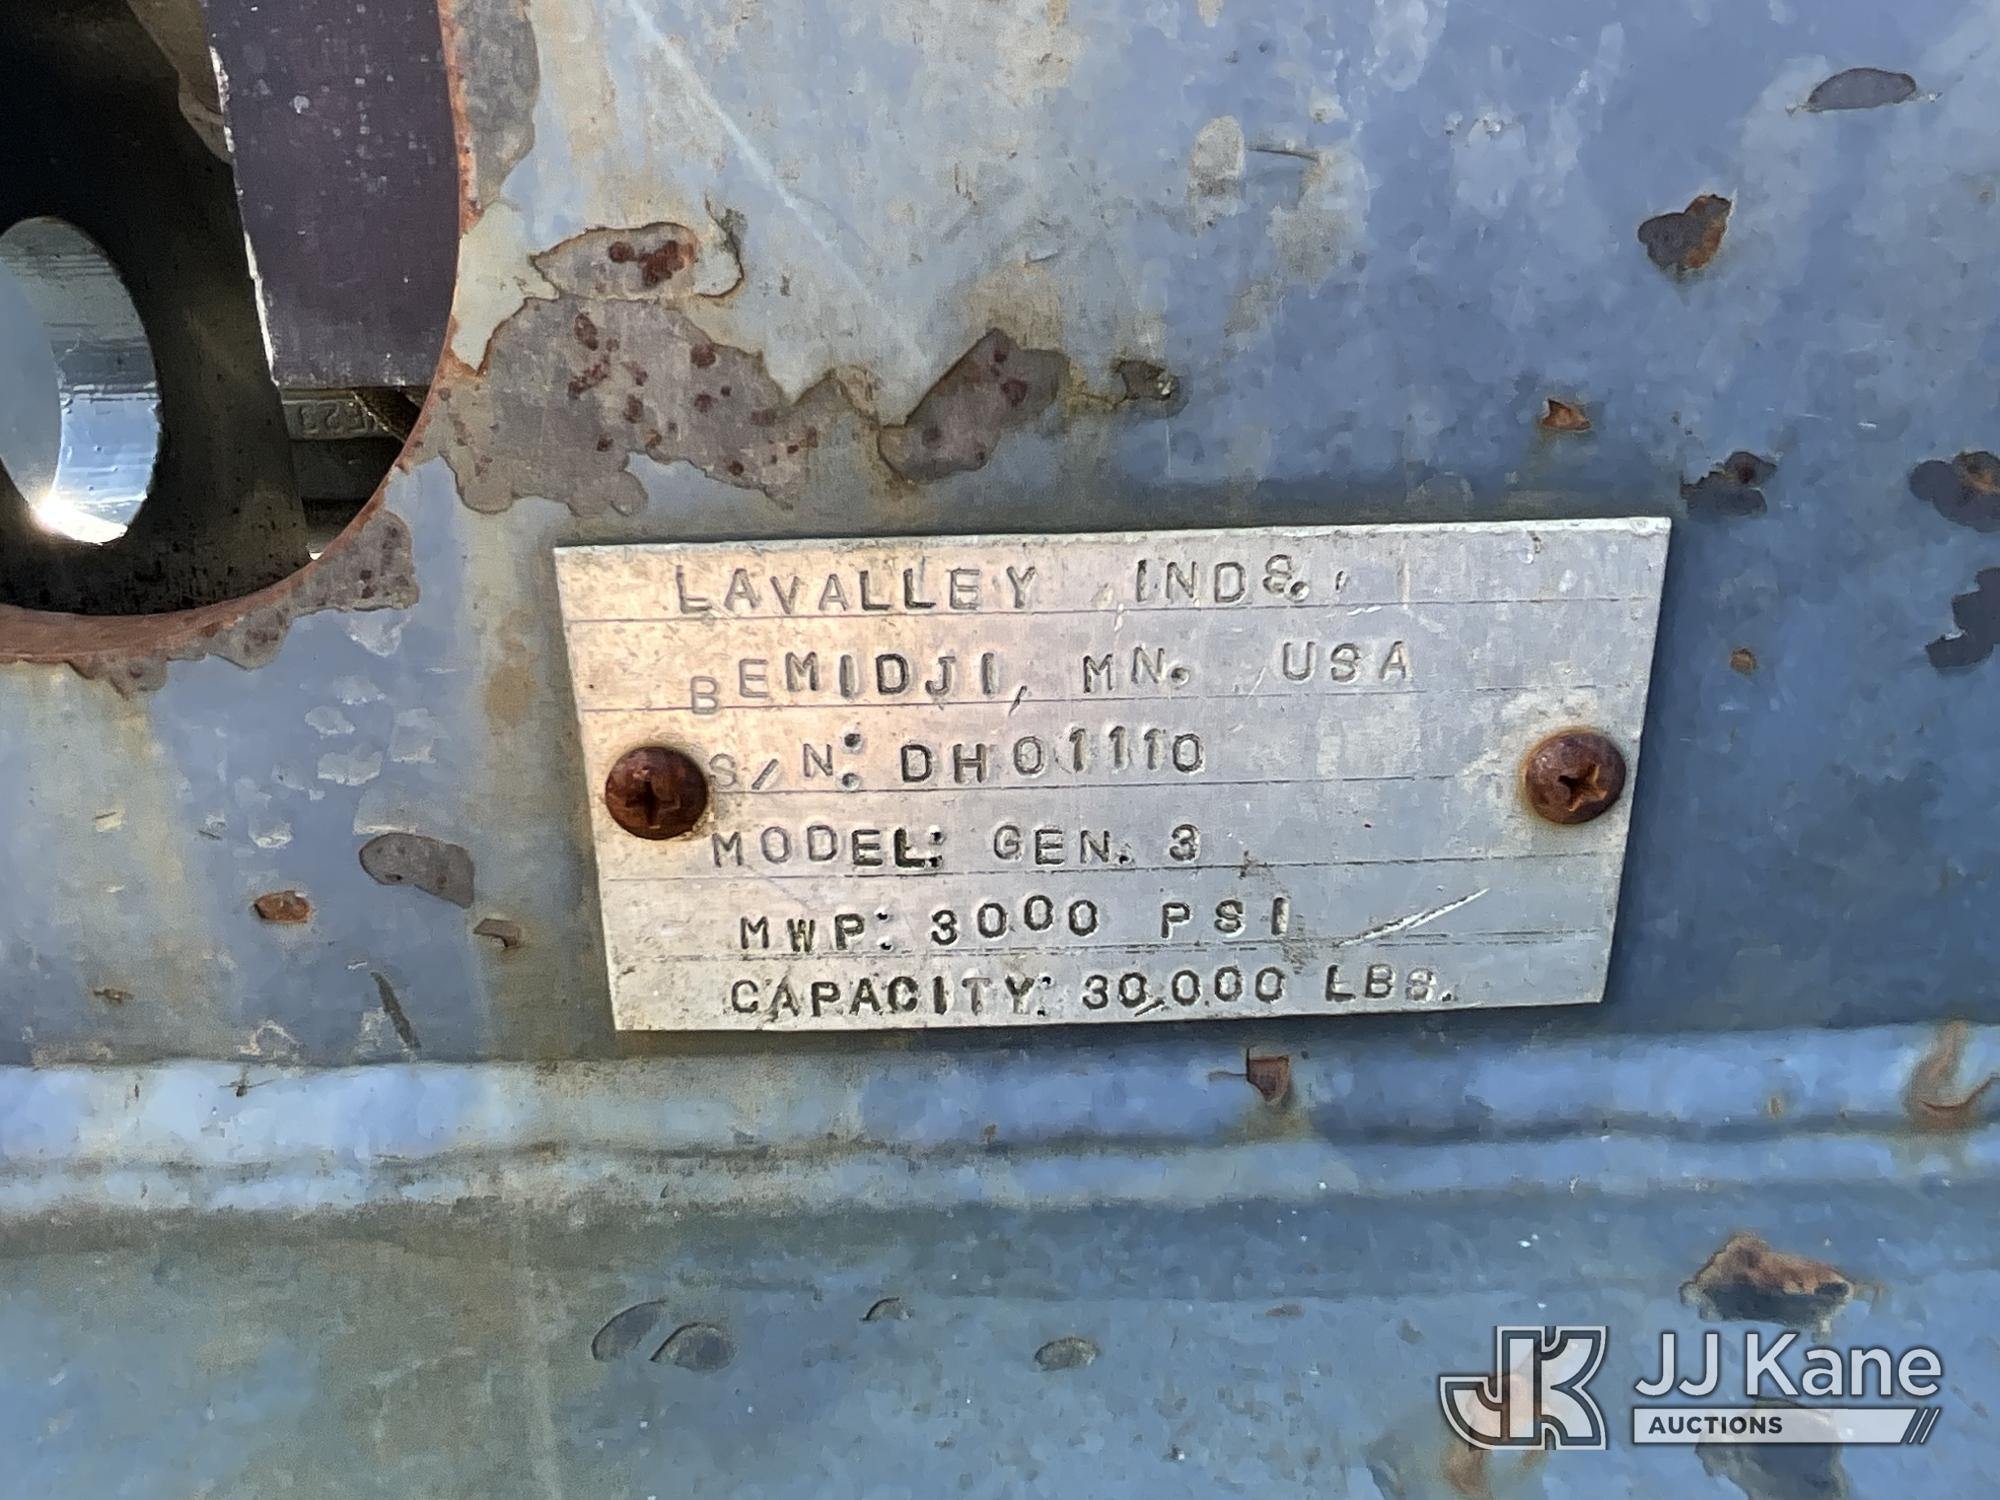 LAVALLEY INDS.
BEMIDJI, MN. USA
S/N: DH01110
MODEL: GEN. 3
MWP: 3000 PSI
CAPACITY: 30,000 LBS.
JK JJ Kane
AUCTIONS